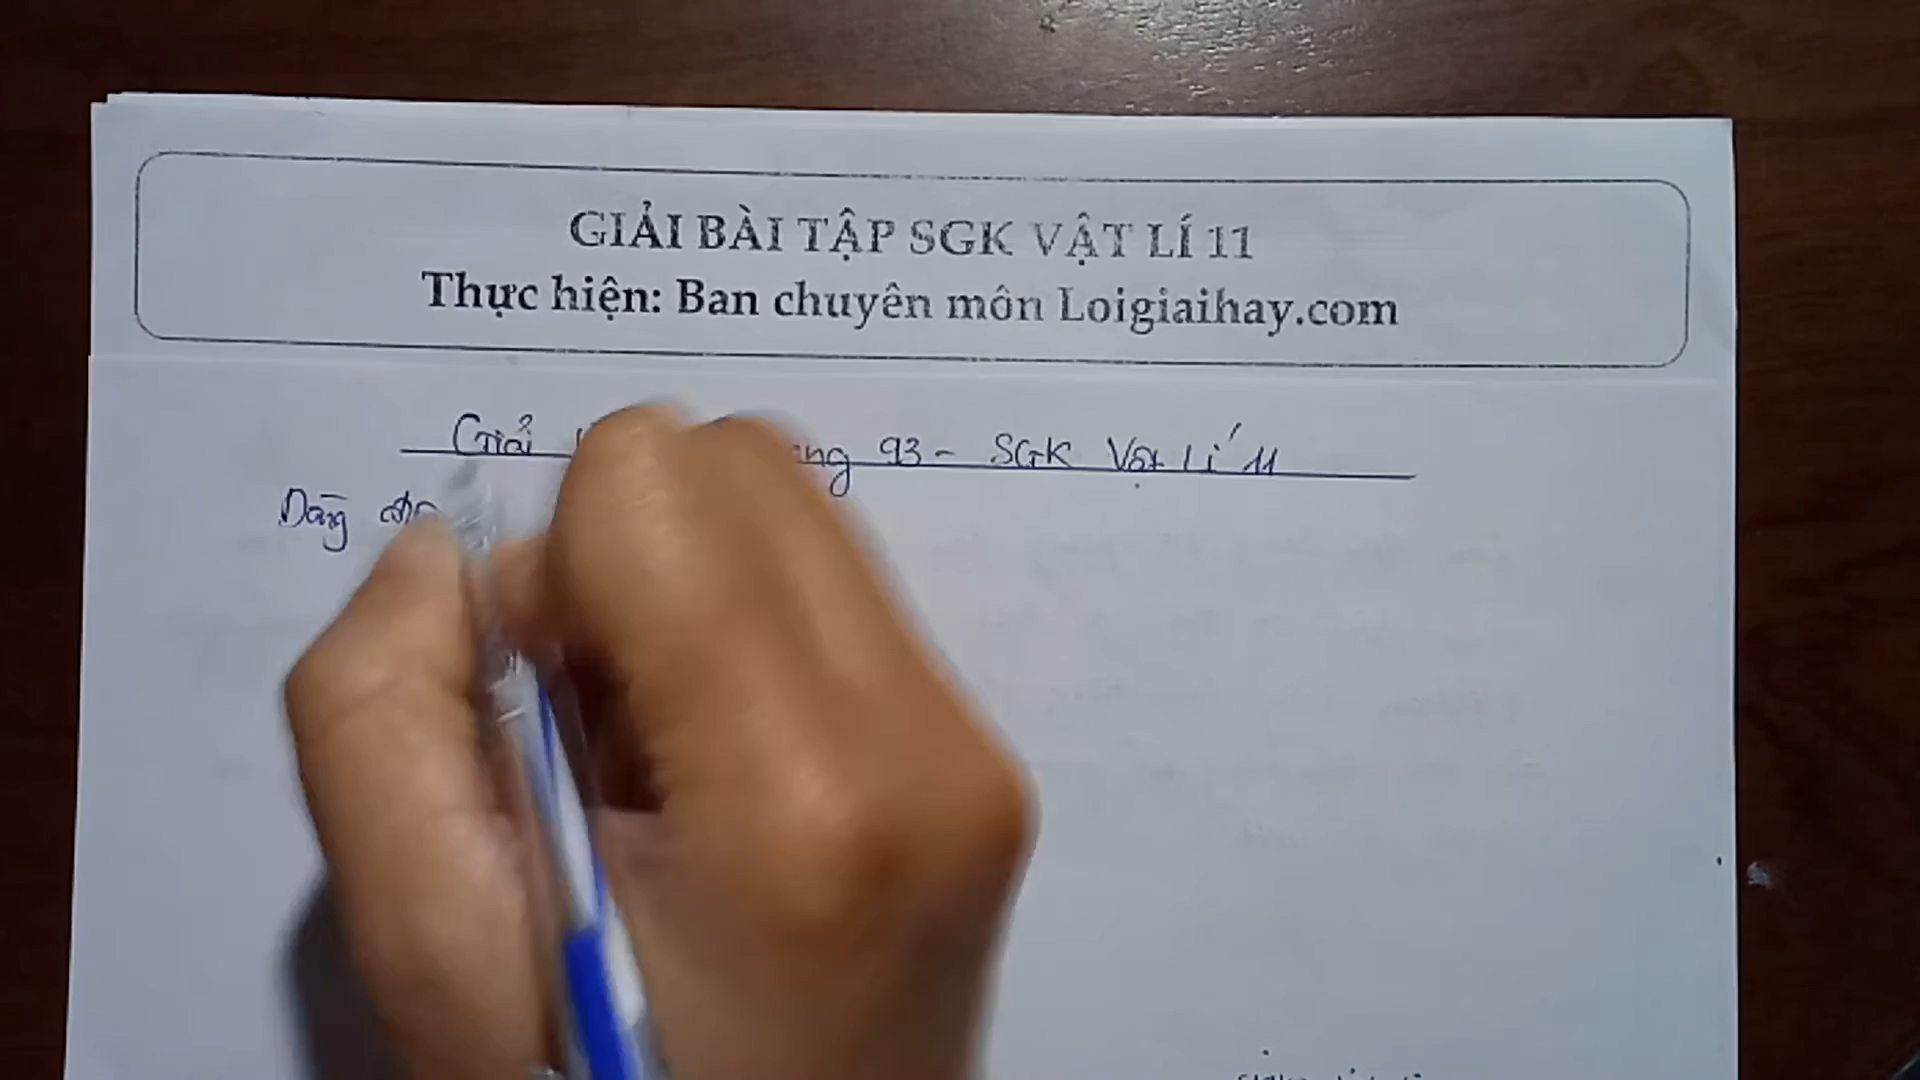 GIẢI BÀI TẬP SGK VẬT LÍ 11
Thực hiện: Ban chuyên môn Loigiaihay.com
Giải 93 - SGK Vật Lí 11
Dòng